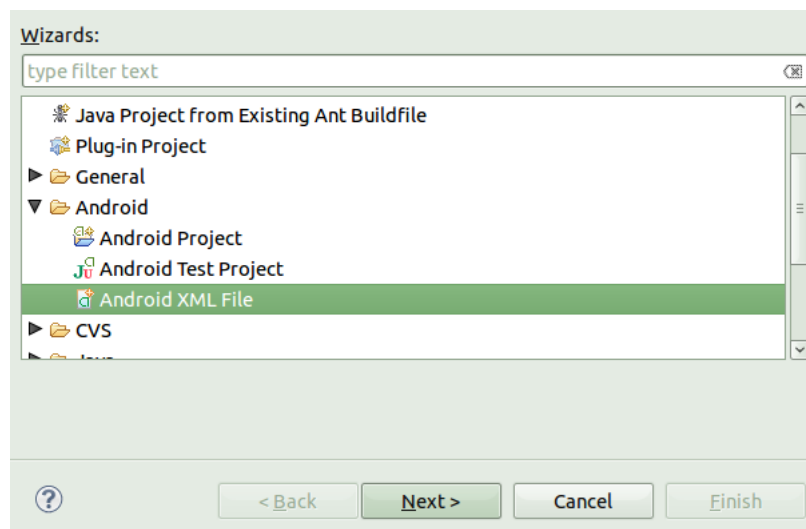 Wizards:
type filter text
Java Project from Existing Ant Buildfile
Plug-in Project
General
Android
Android Project
Android Test Project
Android XML File
CVS
Java
< Back Next > Cancel Finish